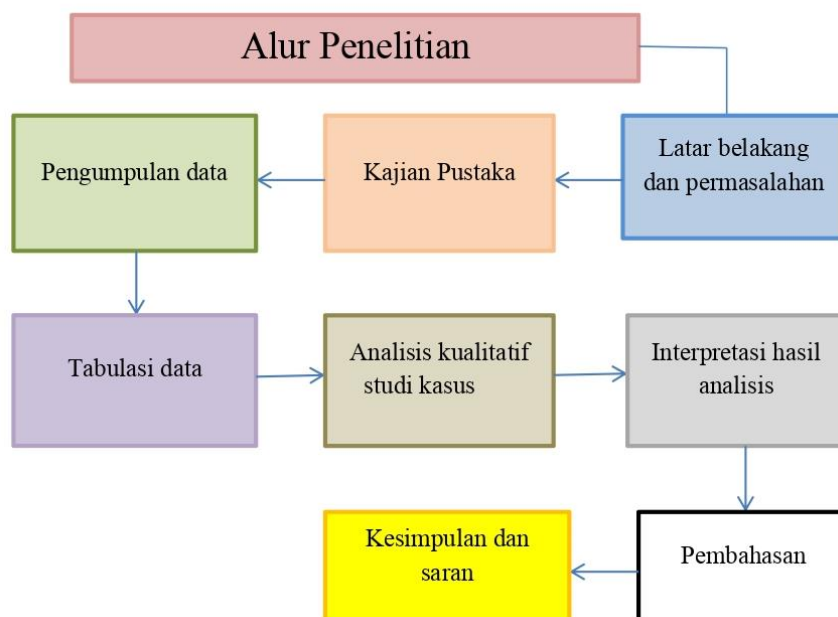 Alur Penelitian
Latar belakang
dan permasalahan
Kajian Pustaka
Pengumpulan data
Tabulasi data
Analisis kualitatif
studi kasus
Interpretasi hasil
analisis
Pembahasan
Kesimpulan dan
saran